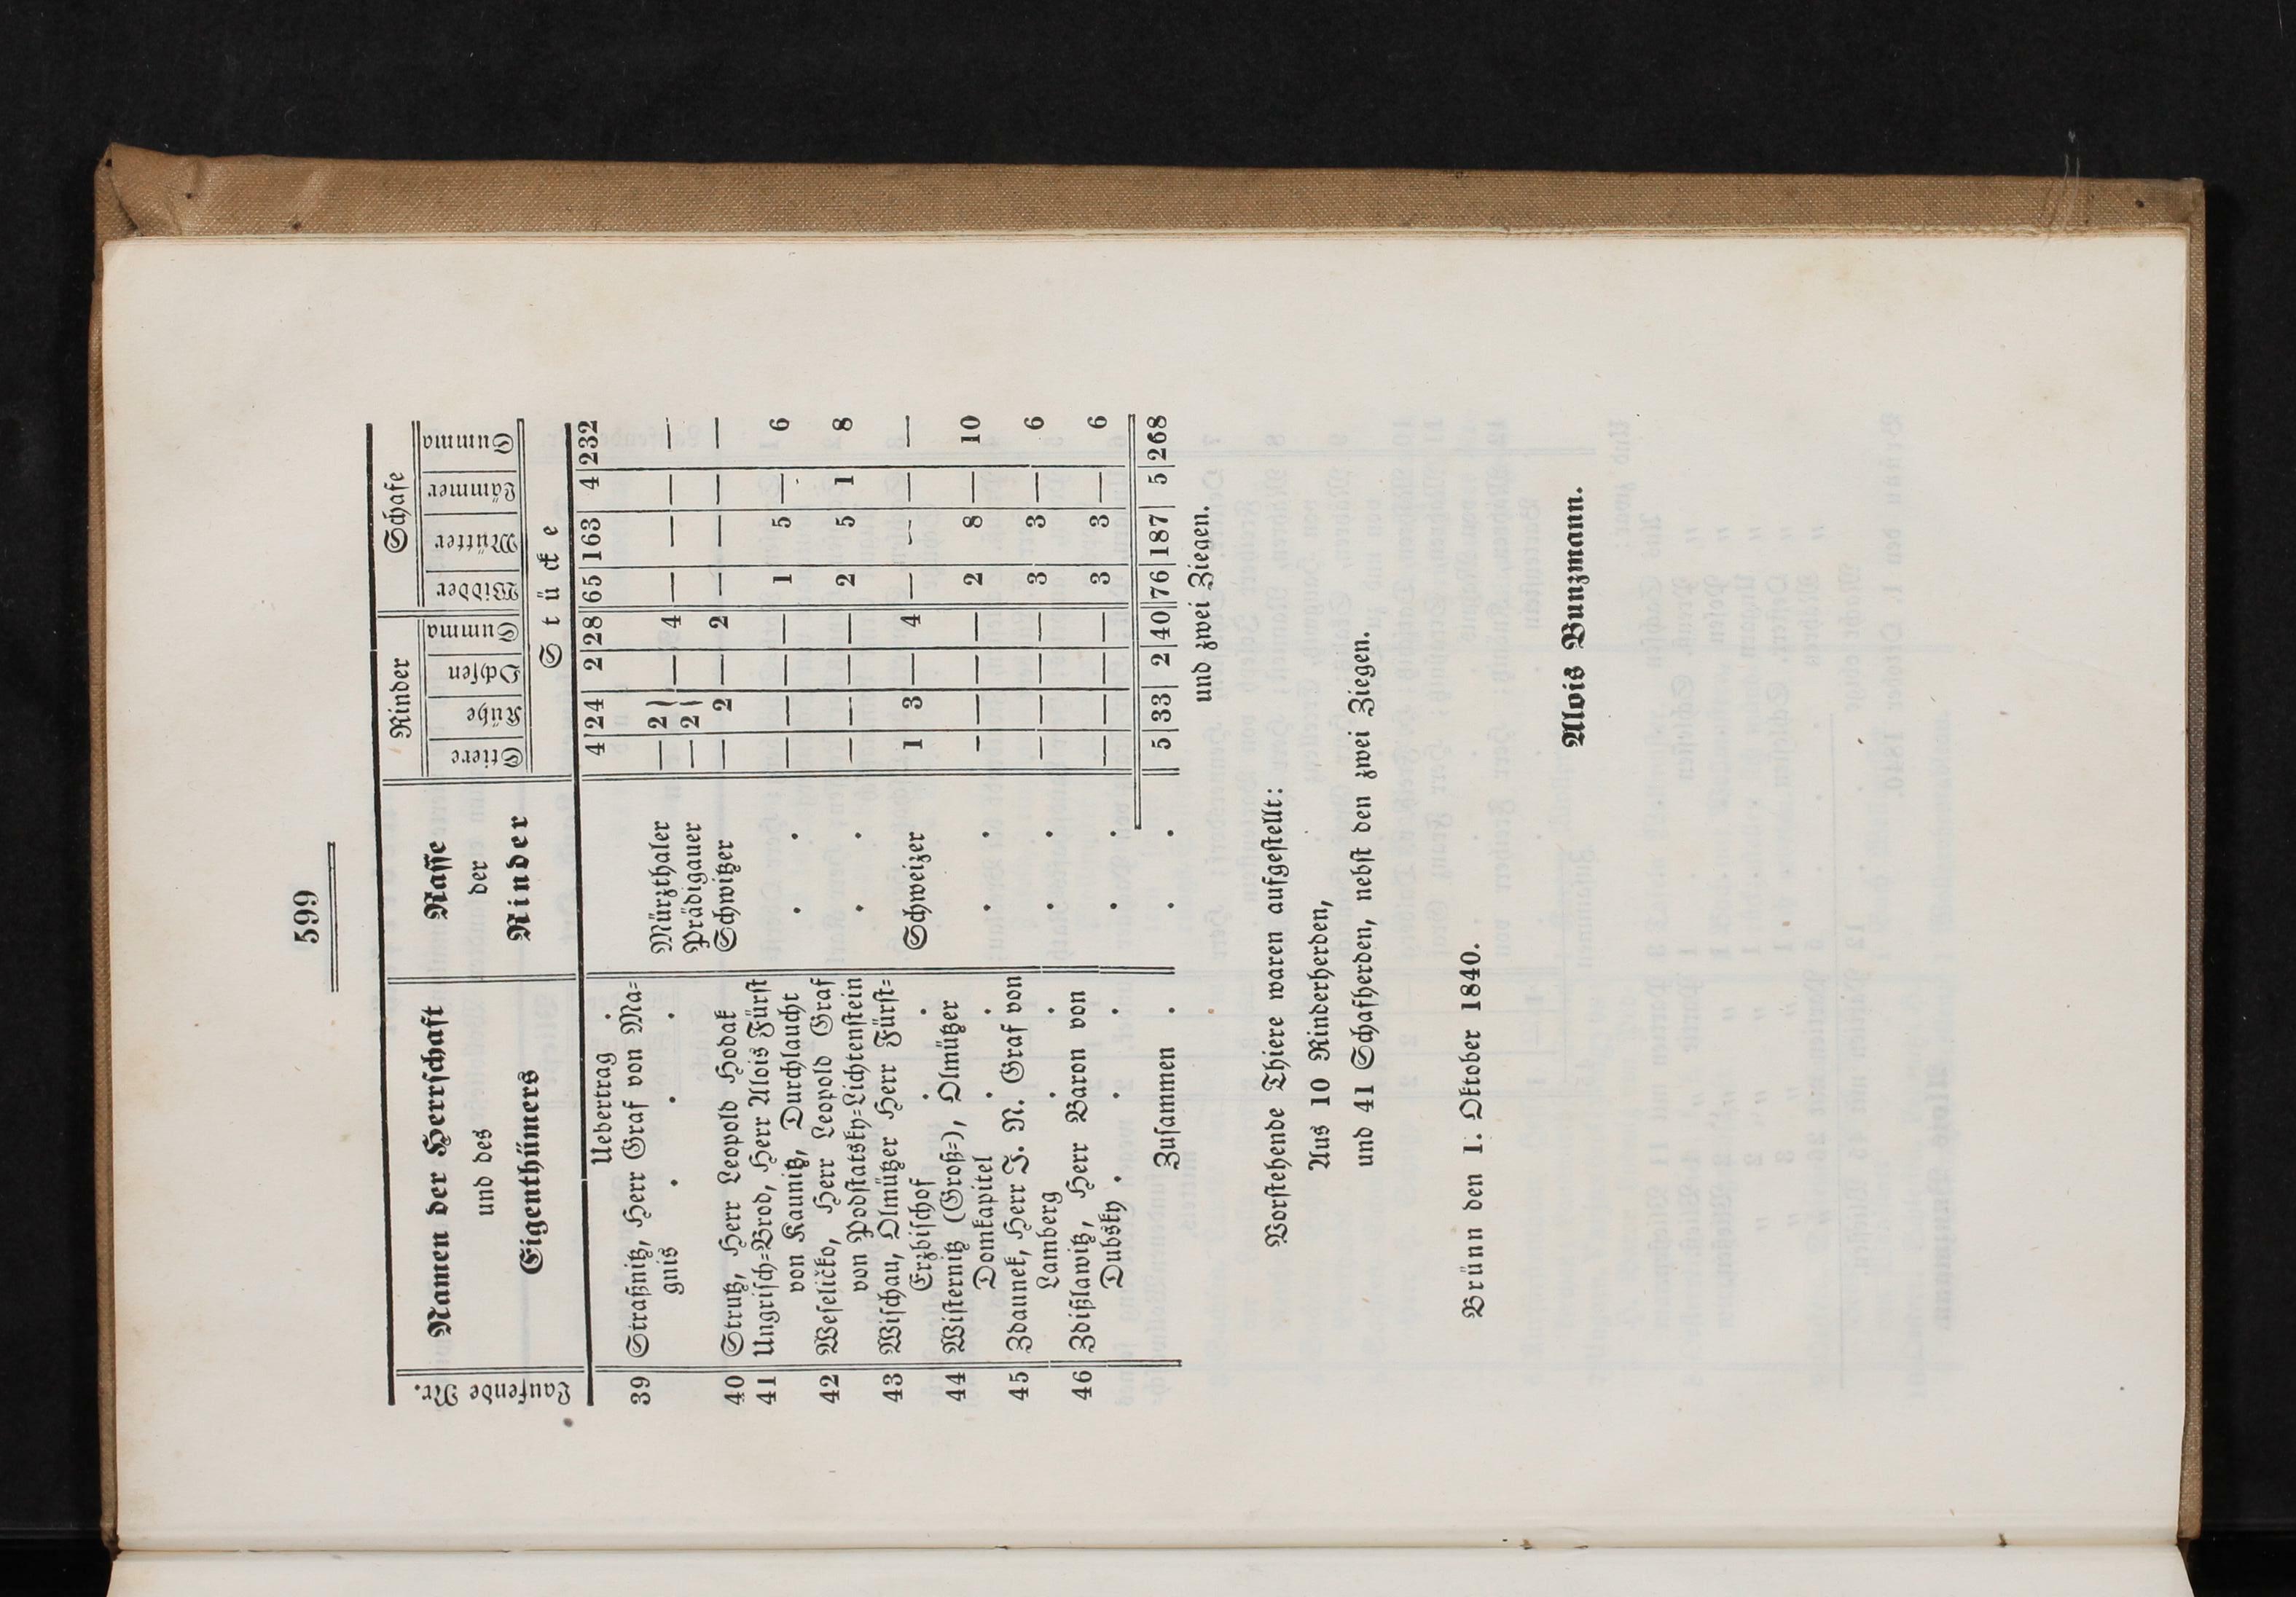 599
Laufende Nr. | Namen der Herrschaft und des Eigenthümers | Rasse der Rinder | Rinder | Schafe
Stiere | Kühe | Ochsen | Summa | Widder | Mütter | Lämmer | Summa
Stücke
Uebertrag . 4 24 2 28 65 163 4 232
39 Straßnitz, Herr Graf von Ma=
gnis . . . Mürzthaler — 2 } — 4 — — — —
Prädigauer — 2 }
40 Strutz, Herr Leopold Hodak Schwitzer — 2 — 2 — — — —
41 Ungrisch=Brod, Herr Alois Fürst
von Kaunitz, Durchlaucht . . — — — — 1 5 — 6
42 Weseličko, Herr Leopold Graf
von Podstatsky=Lichtenstein . . — — — — 2 5 1 8
43 Wischau, Olmützer Herr Fürst=
Erzbischof . . Schweizer 1 3 — 4 — — — —
44 Wisternitz (Groß=), Olmützer
Domkapitel . . . . — — — — 2 8 — 10
45 Zdaunek, Herr J. N. Graf von
Lamberg . . . . — — — — 3 3 — 6
46 Zdißlawitz, Herr Baron von
Dubsky . . . . . — — — — 3 3 — 6
Zusammen . . . 5 33 2 40 76 187 5 268
und zwei Ziegen.
Vorstehende Thiere waren aufgestellt:
Aus 10 Rinderherden,
und 41 Schafherden, nebst den zwei Ziegen.
Brünn den 1. Oktober 1840.
Alois Bunzmann.